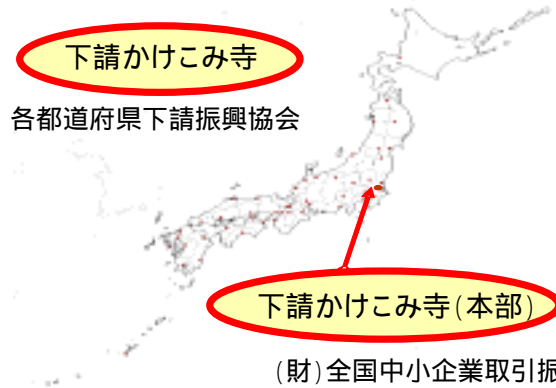 下請かけこみ寺
各都道府県下請振興協会
下請かけこみ寺(本部)
(財)全国中小企業取引振